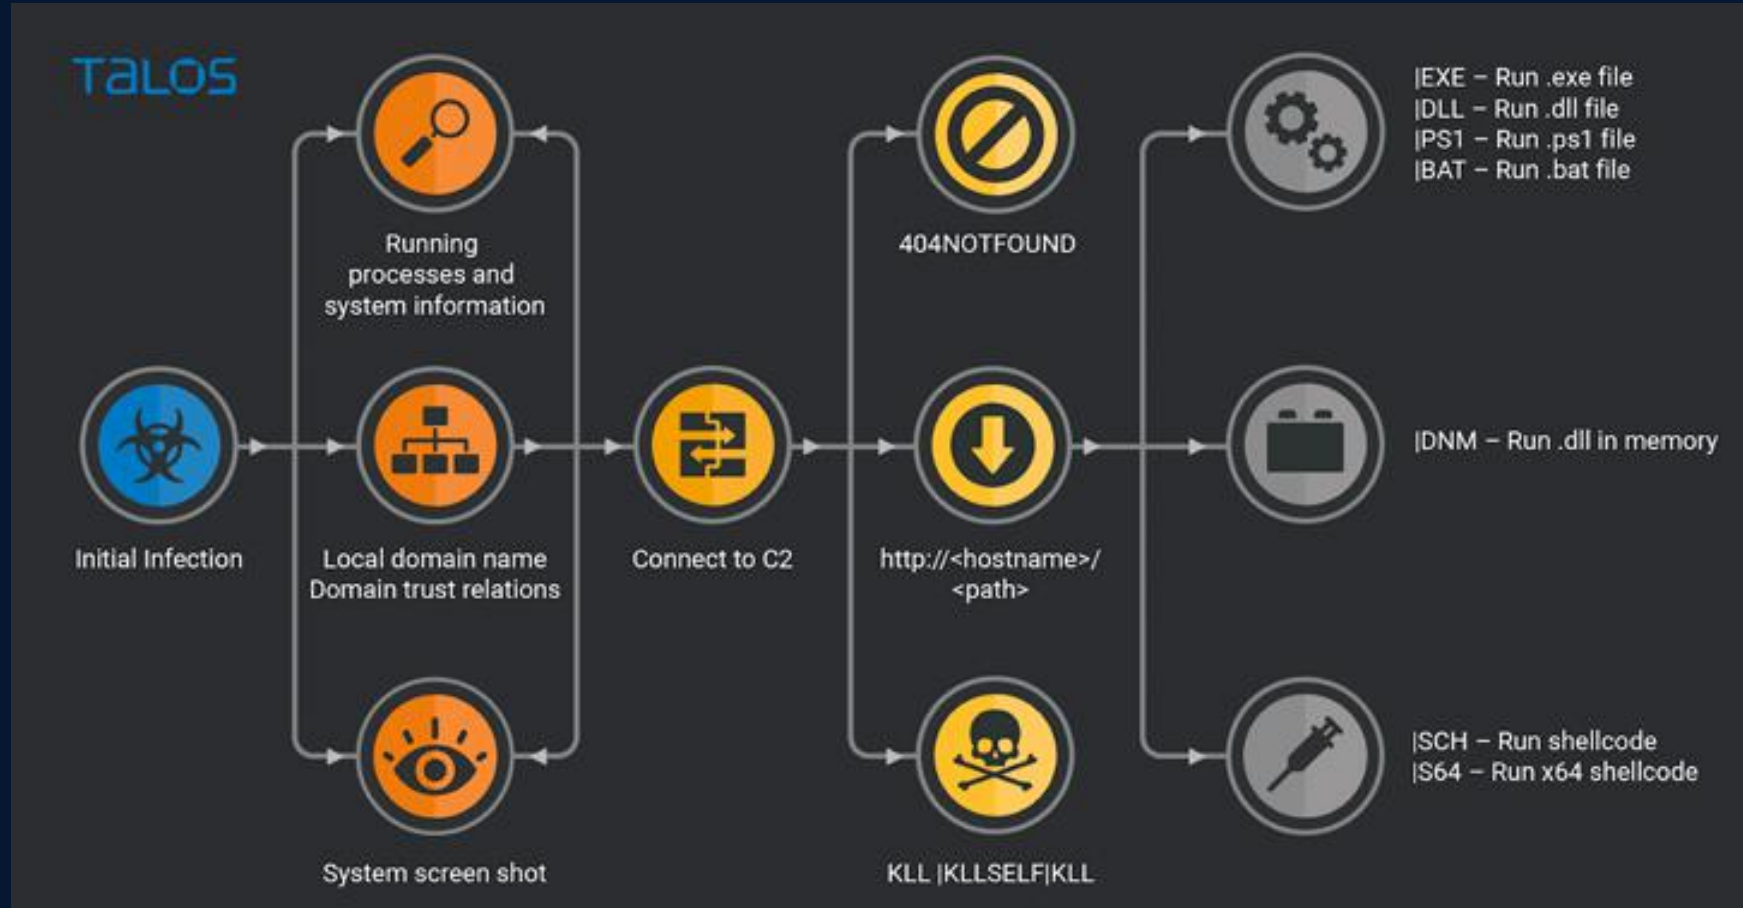 TALOS
Running
processes and
system information
404NOTFOUND
|EXE – Run .exe file
|DLL – Run .dll file
|PS1 – Run .ps1 file
|BAT – Run .bat file
Initial Infection
Local domain name
Domain trust relations
Connect to C2
http://<hostname>/
<path>
|DNM – Run .dll in memory
System screen shot
KLL |KLLSELF|KLL
|SCH – Run shellcode
|S64 – Run x64 shellcode